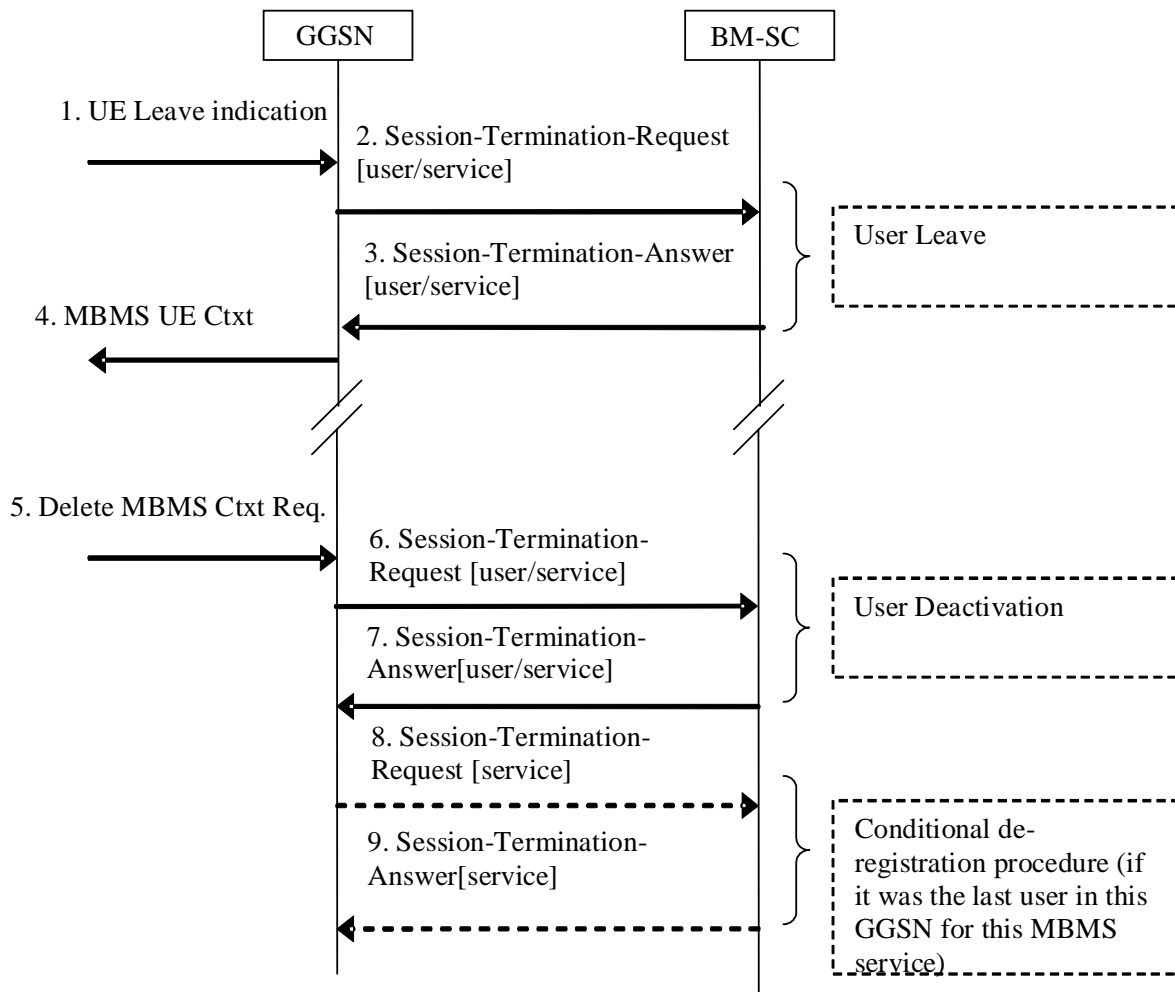 GGSN
BM-SC
1. UE Leave indication
2. Session-Termination-Request
[user/service]
3. Session-Termination-Answer
[user/service]
User Leave
4. MBMS UE Ctxt
5. Delete MBMS Ctxt Req.
6. Session-Termination-
Request [user/service]
7. Session-Termination-
Answer[user/service]
User Deactivation
8. Session-Termination-
Request [service]
9. Session-Termination-
Answer[service]
Conditional de-
registration procedure (if
it was the last user in this
GGSN for this MBMS
service)